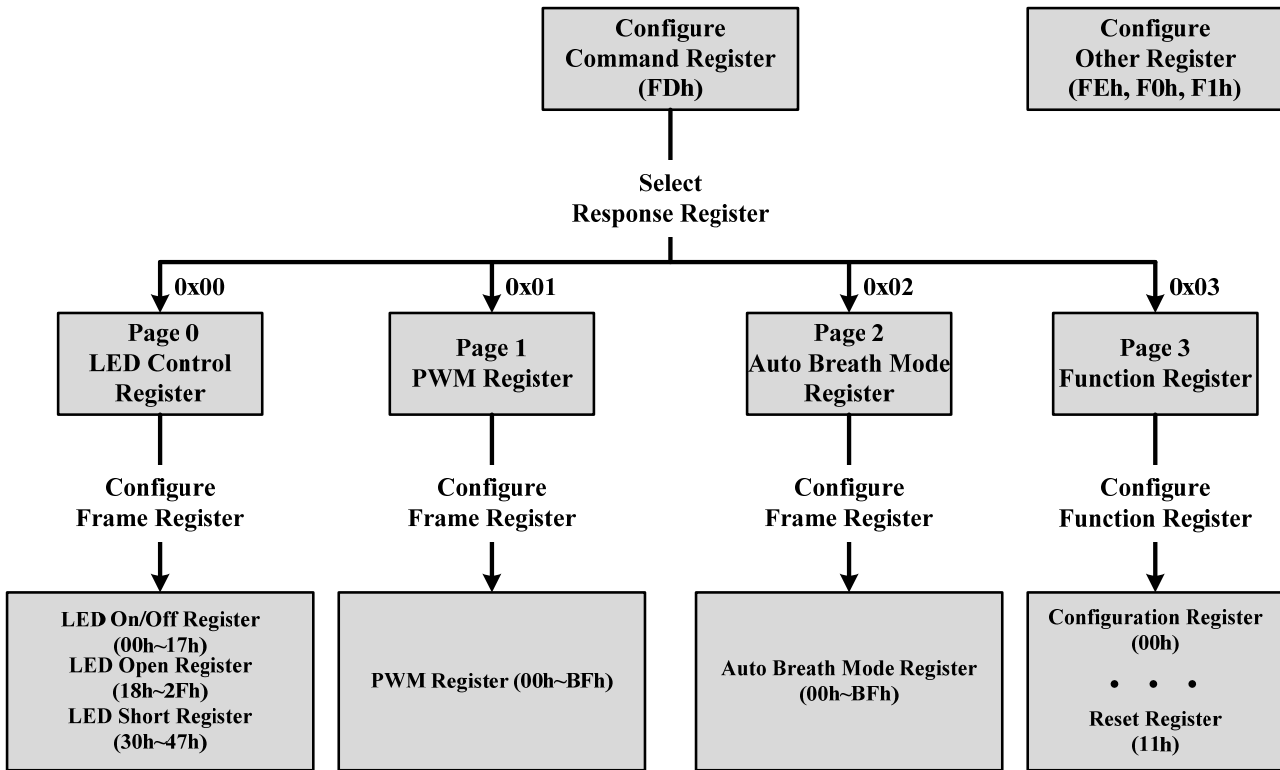 Configure
Command Register
(FDh)
Configure
Other Register
(FEh, F0h, F1h)
Select
Response Register
0x00
0x01
0x02
0x03
Page 0
LED Control
Register
Page 1
PWM Register
Page 2
Auto Breath Mode
Register
Page 3
Function Register
Configure
Frame Register
Configure
Frame Register
Configure
Frame Register
Configure
Function Register
LED On/Off Register
(00h~17h)
LED Open Register
(18h~2Fh)
LED Short Register
(30h~47h)
PWM Register (00h~BFh)
Auto Breath Mode Register
(00h~BFh)
Configuration Register
(00h)
• • •
Reset Register
(11h)